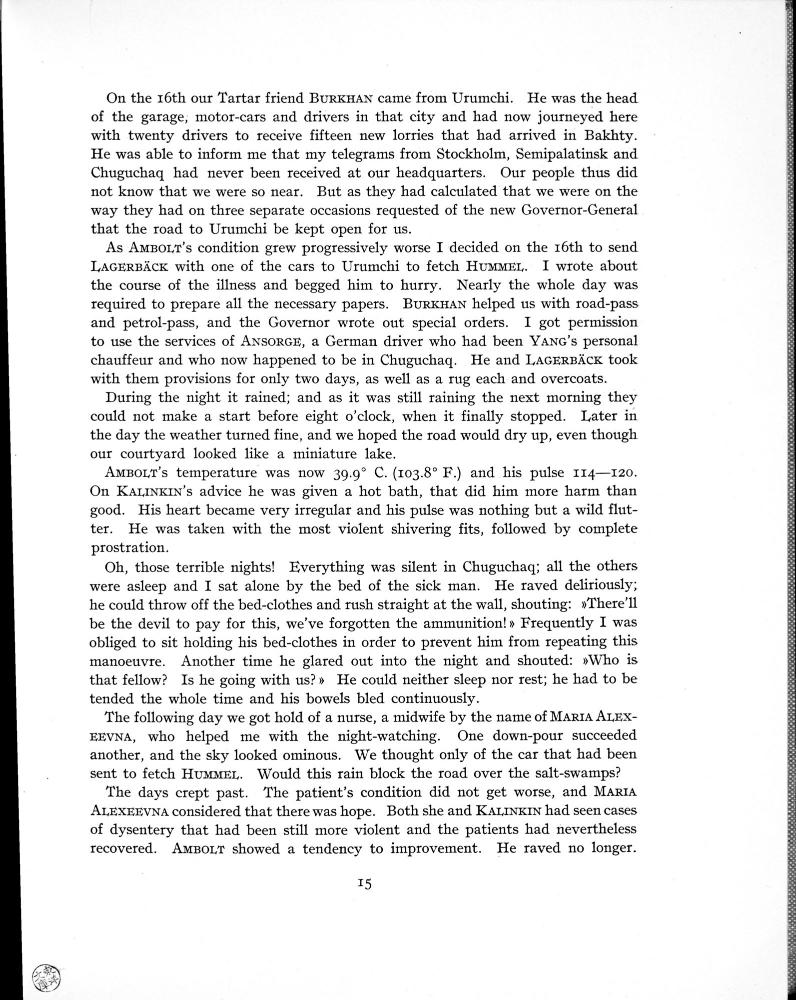 On the 16th our Tartar friend BURKHAN came from Urumchi. He was the head
of the garage, motor-cars and drivers in that city and had now journeyed here
with twenty drivers to receive fifteen new lorries that had arrived in Bakhty.
He was able to inform me that my telegrams from Stockholm, Semipalatinsk and
Chuguchaq had never been received at our headquarters. Our people thus did
not know that we were so near. But as they had calculated that we were on the
way they had on three separate occasions requested of the new Governor-General
that the road to Urumchi be kept open for us.
As AMBOLT's condition grew progressively worse I decided on the 16th to send
LAGERBÄCK with one of the cars to Urumchi to fetch HUMMEL. I wrote about
the course of the illness and begged him to hurry. Nearly the whole day was
required to prepare all the necessary papers. BURKHAN helped us with road-pass
and petrol-pass, and the Governor wrote out special orders. I got permission
to use the services of ANSORGE, a German driver who had been YANG's personal
chauffeur and who now happened to be in Chuguchaq. He and LAGERBÄCK took
with them provisions for only two days, as well as a rug each and overcoats.
During the night it rained; and as it was still raining the next morning they
could not make a start before eight o'clock, when it finally stopped. Later in
the day the weather turned fine, and we hoped the road would dry up, even though
our courtyard looked like a miniature lake.
AMBOLT's temperature was now 39.9° C. (103.8° F.) and his pulse 114—120.
On KALINKIN's advice he was given a hot bath, that did him more harm than
good. His heart became very irregular and his pulse was nothing but a wild flut-
ter. He was taken with the most violent shivering fits, followed by complete
prostration.
Oh, those terrible nights! Everything was silent in Chuguchaq; all the others
were asleep and I sat alone by the bed of the sick man. He raved deliriously;
he could throw off the bed-clothes and rush straight at the wall, shouting: »There'll
be the devil to pay for this, we've forgotten the ammunition!» Frequently I was
obliged to sit holding his bed-clothes in order to prevent him from repeating this
manoeuvre. Another time he glared out into the night and shouted: »Who is
that fellow? Is he going with us?» He could neither sleep nor rest; he had to be
tended the whole time and his bowels bled continuously.
The following day we got hold of a nurse, a midwife by the name of MARIA ALEX-
EEVNA, who helped me with the night-watching. One down-pour succeeded
another, and the sky looked ominous. We thought only of the car that had been
sent to fetch HUMMEL. Would this rain block the road over the salt-swamps?
The days crept past. The patient's condition did not get worse, and MARIA
ALEXEEVNA considered that there was hope. Both she and KALINKIN had seen cases
of dysentery that had been still more violent and the patients had nevertheless
recovered. AMBOLT showed a tendency to improvement. He raved no longer.
15